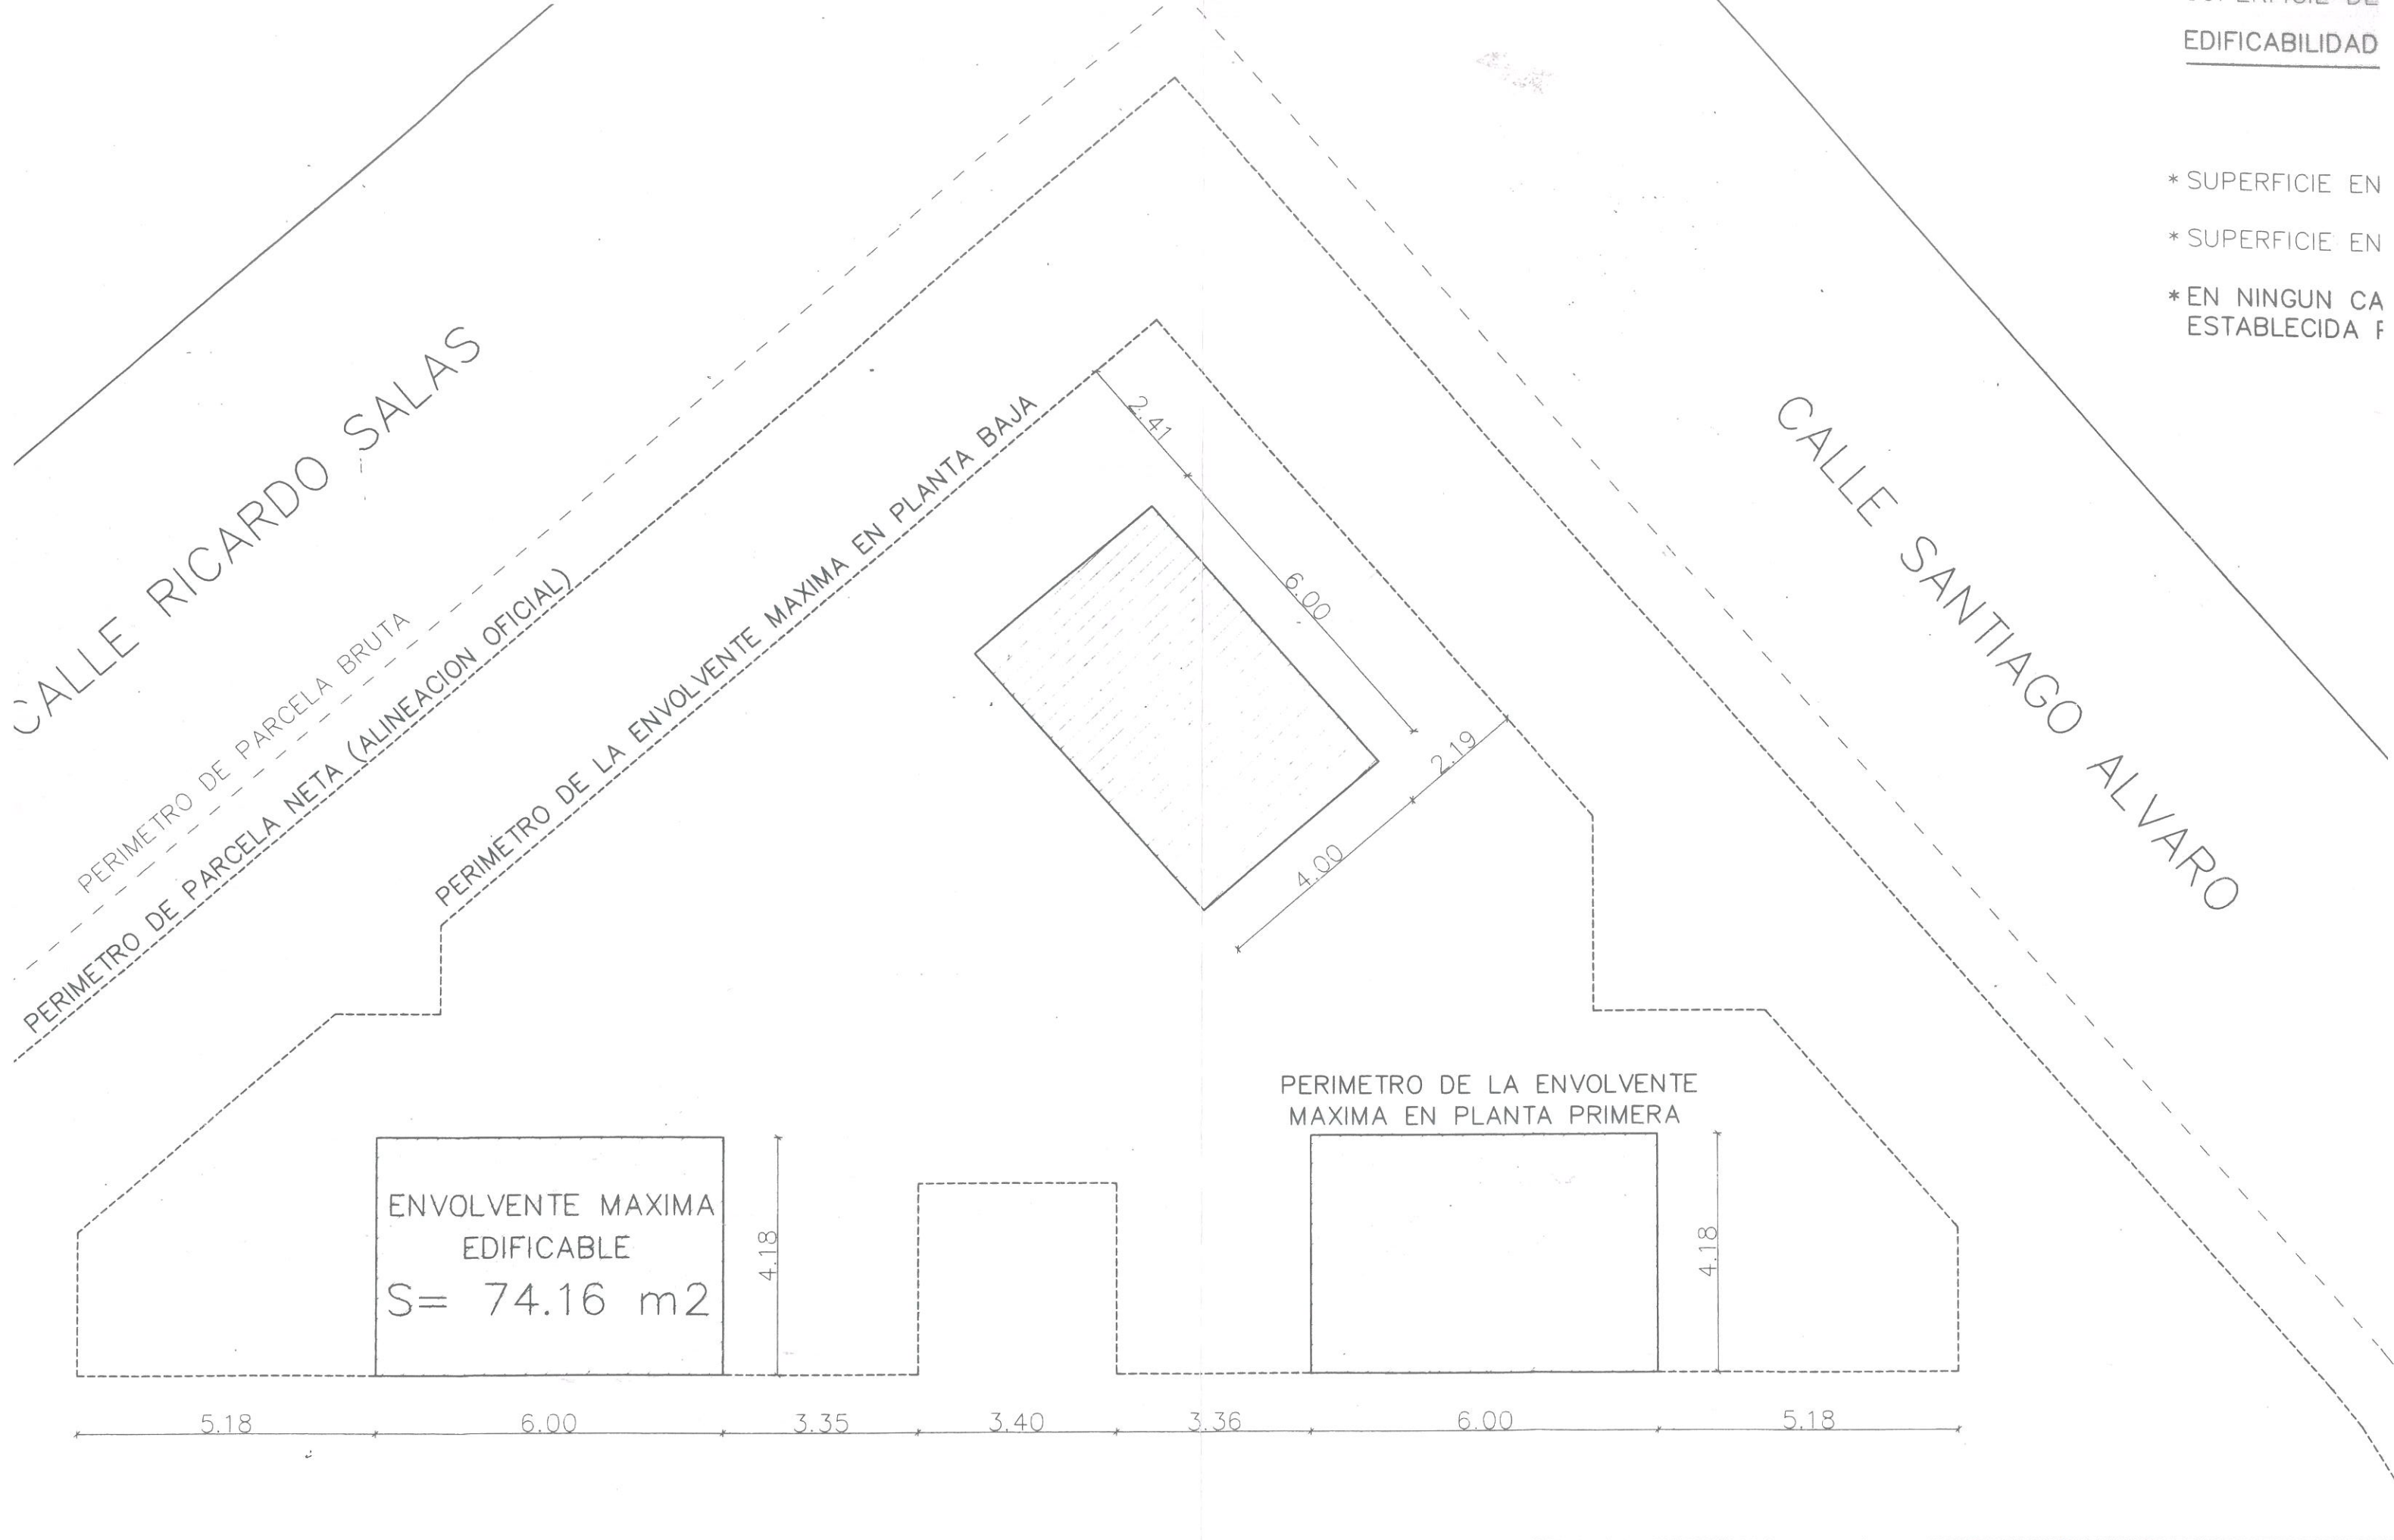 EDIFICABILIDAD
* SUPERFICIE EN
* SUPERFICIE EN
* EN NINGUN CA
ESTABLECIDA
CALLE RICARDO SALAS
CALLE SANTIAGO ALVARO
PERIMETRO DE PARCELA BRUTA
PERIMETRO DE PARCELA NETA (ALINEACION OFICIAL)
PERIMETRO DE LA ENVOLVENTE MAXIMA EN PLANTA BAJA
2.41
6.00
2.19
4.00
PERIMETRO DE LA ENVOLVENTE
MAXIMA EN PLANTA PRIMERA
ENVOLVENTE MAXIMA
EDIFICABLE
S= 74.16 m2
4.18
4.18
5.18
6.00
3.35
3.40
3.36
6.00
5.18